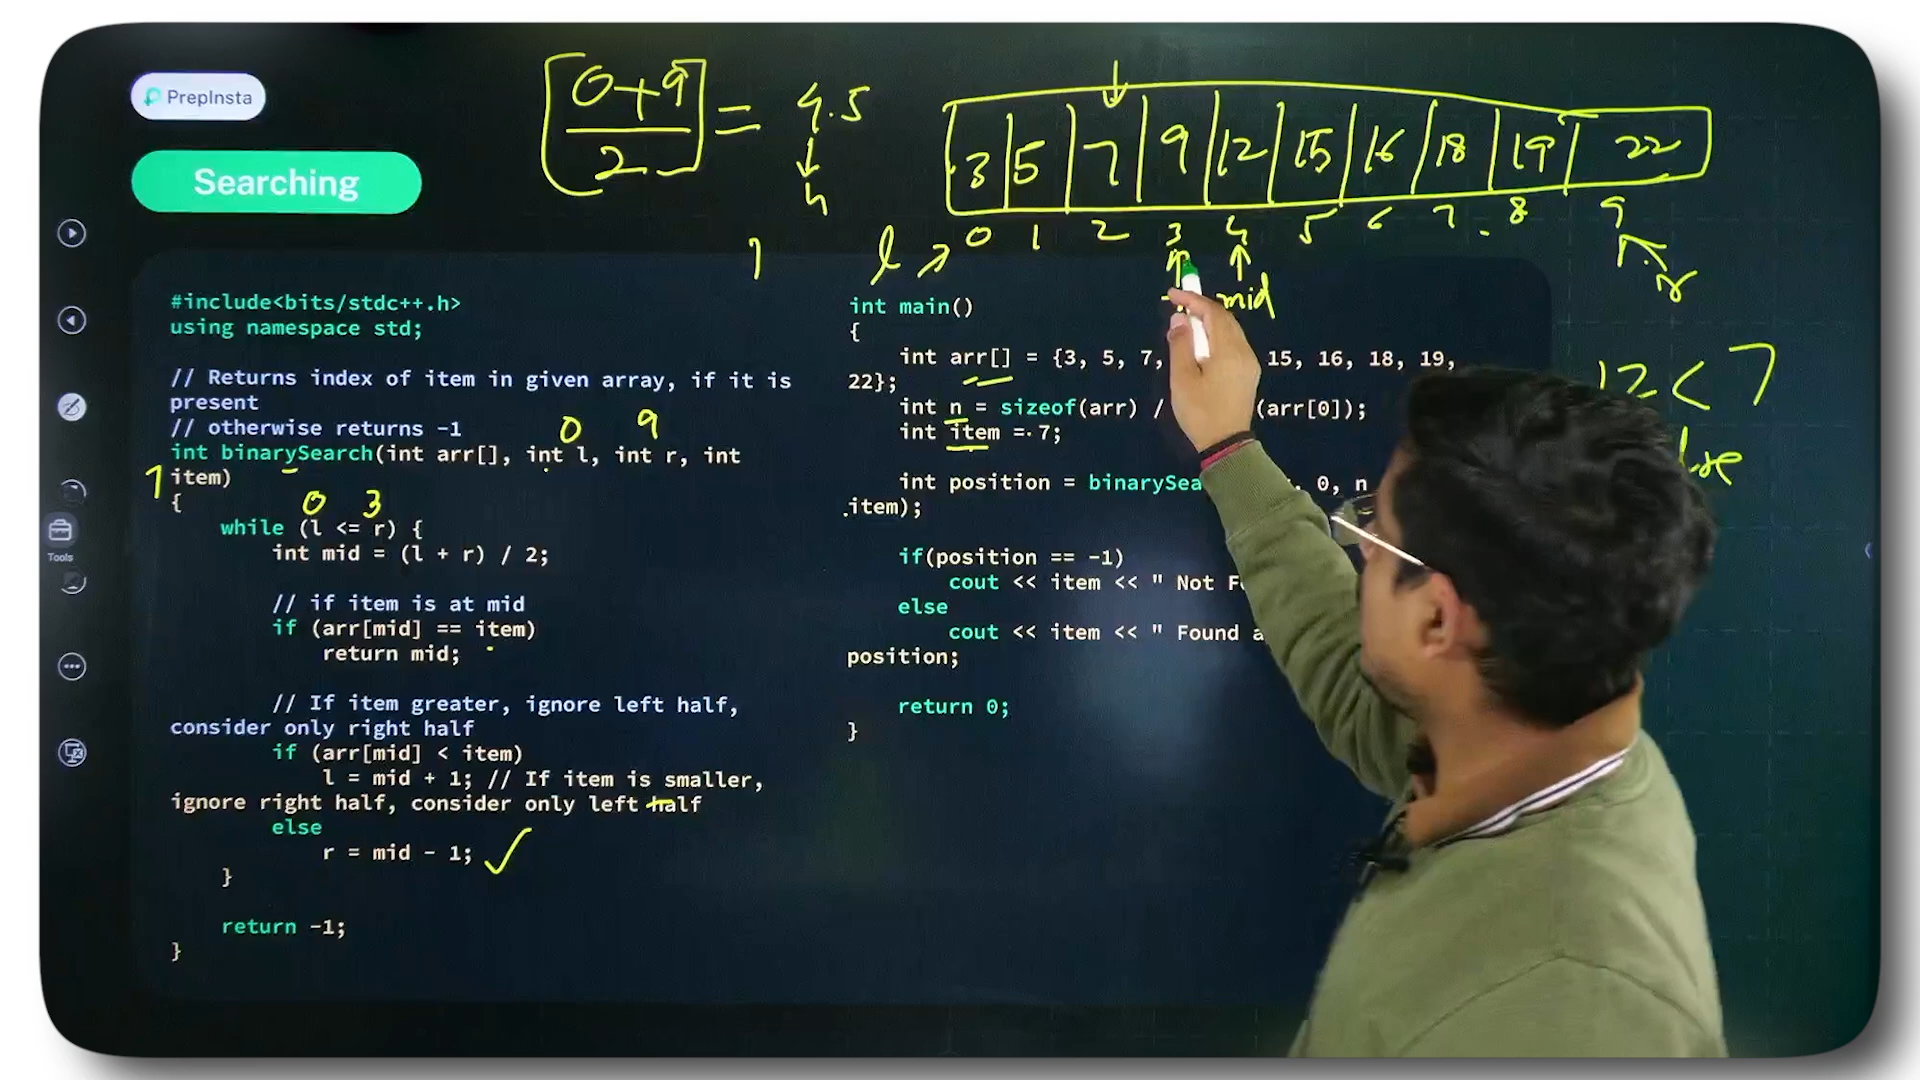 PrepInsta
Searching
0+9
2
= 4.5
4
3 5 7 9 12 15 16 18 19 22
0 1 2 3 4 5 6 7 8 9
l
mid
r
7
12 < 7
#include<bits/stdc++.h>
using namespace std;
// Returns index of item in given array, if it is
present
// otherwise returns -1
0 9
int binarySearch(int arr[], int l, int r, int
7 item)
{
0 3
while (l <= r) {
int mid = (l + r) / 2;
// if item is at mid
if (arr[mid] == item)
return mid;
// If item greater, ignore left half,
consider only right half
if (arr[mid] < item)
l = mid + 1; // If item is smaller,
ignore right half, consider only left half
else
r = mid - 1;
}
return -1;
}
int main()
{
int arr[] = {3, 5, 7, 15, 16, 18, 19,
22};
int n = sizeof(arr) / (arr[0]);
int item = 7;
int position = binarySea , 0, n
item);
if(position == -1)
cout << item << " Not F
else
cout << item << " Found a
position;
return 0;
}
Tools